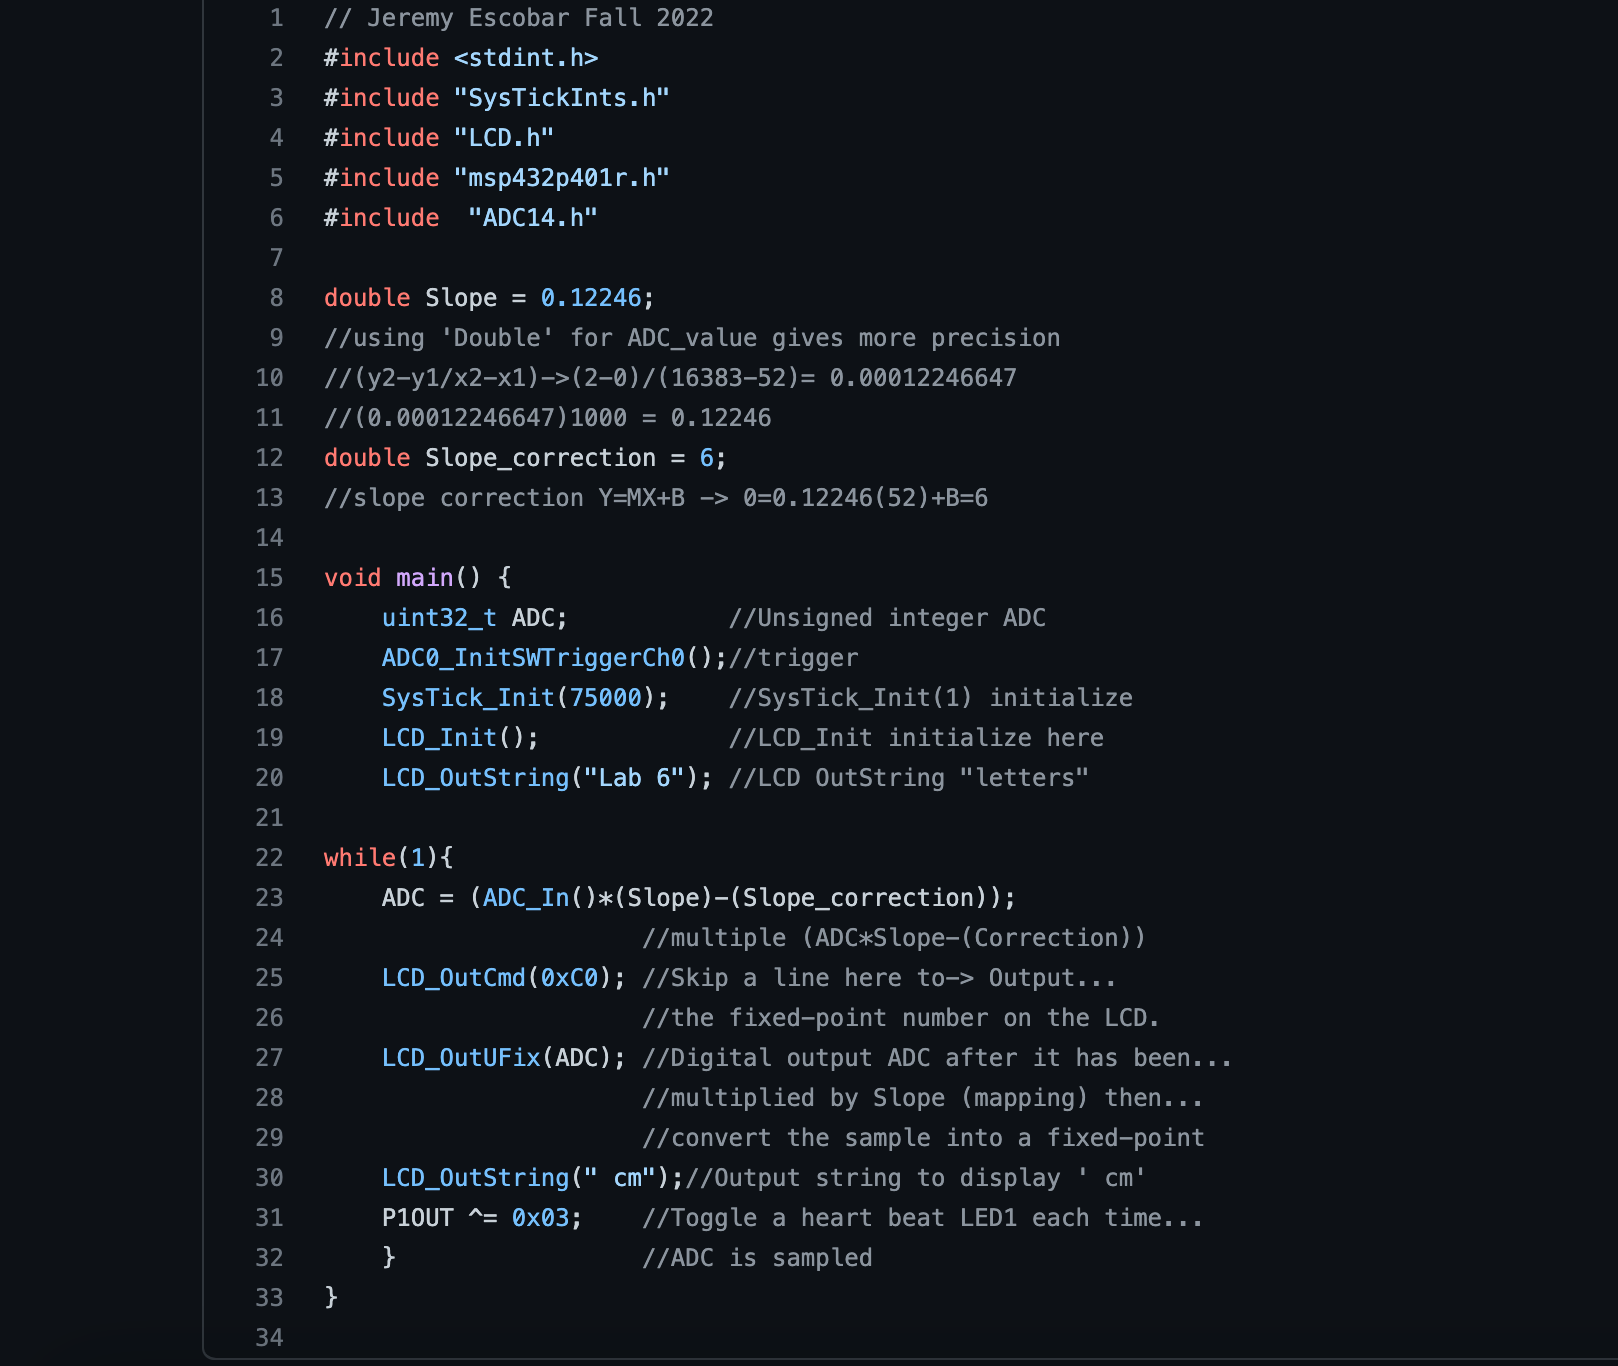 1 // Jeremy Escobar Fall 2022
2 #include <stdint.h>
3 #include "SysTickInts.h"
4 #include "LCD.h"
5 #include "msp432p401r.h"
6 #include  "ADC14.h"
7
8 double Slope = 0.12246;
9 //using 'Double' for ADC_value gives more precision
10 //(y2-y1/x2-x1)->(2-0)/(16383-52)= 0.00012246647
11 //(0.00012246647)1000 = 0.12246
12 double Slope_correction = 6;
13 //slope correction Y=MX+B -> 0=0.12246(52)+B=6
14
15 void main() {
16     uint32_t ADC;           //Unsigned integer ADC
17     ADC0_InitSWTriggerCh0();//trigger
18     SysTick_Init(75000);    //SysTick_Init(1) initialize
19     LCD_Init();             //LCD_Init initialize here
20     LCD_OutString("Lab 6"); //LCD OutString "letters"
21
22 while(1){
23     ADC = (ADC_In()*(Slope)-(Slope_correction));
24                       //multiple (ADC*Slope-(Correction))
25     LCD_OutCmd(0xC0); //Skip a line here to-> Output...
26                       //the fixed-point number on the LCD.
27     LCD_OutUFix(ADC); //Digital output ADC after it has been...
28                       //multiplied by Slope (mapping) then...
29                       //convert the sample into a fixed-point
30     LCD_OutString(" cm");//Output string to display ' cm'
31     P1OUT ^= 0x03;    //Toggle a heart beat LED1 each time...
32     }                 //ADC is sampled
33 }
34